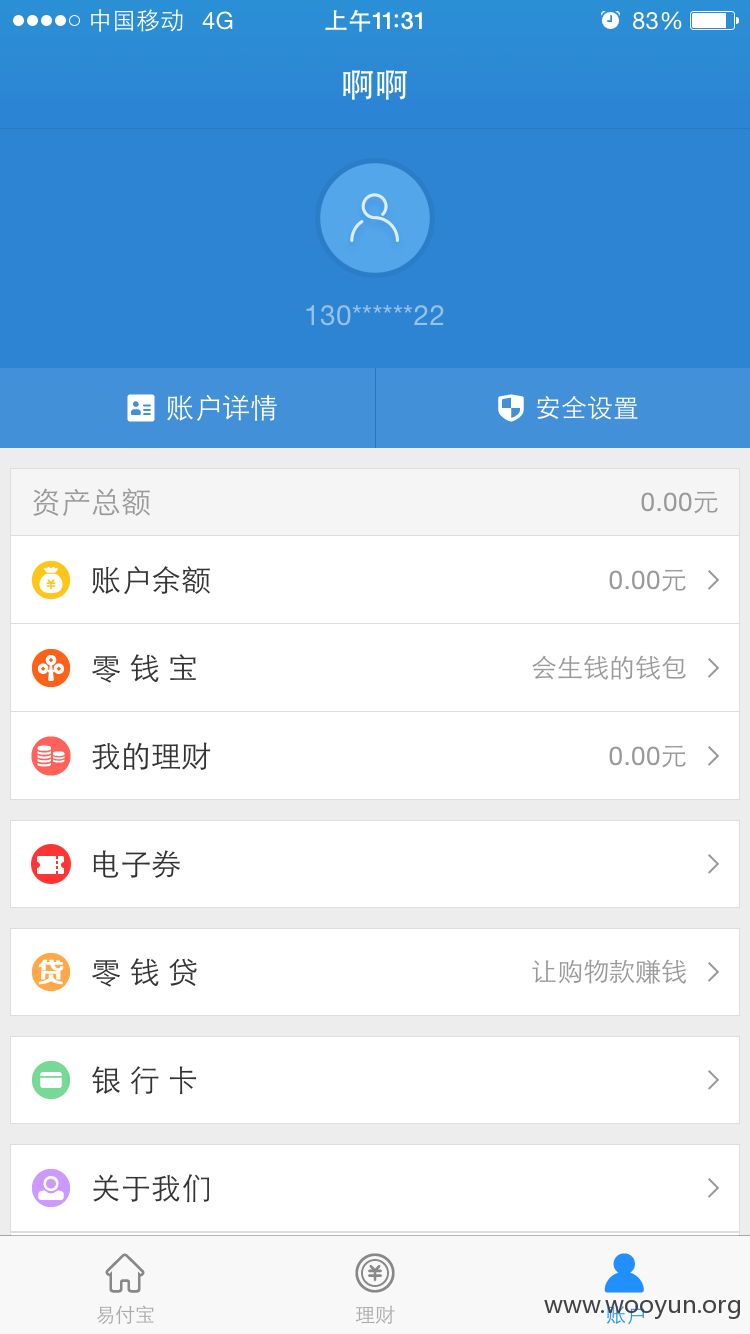 中国移动 4G 上午11:31 83%
啊啊
130******22
账户详情 安全设置
资产总额 0.00元
账户余额 0.00元
零钱宝 会生钱的钱包
我的理财 0.00元
电子券
贷 零钱贷 让购物款赚钱
银行卡
关于我们
易付宝 理财 账户
www.wooyun.org